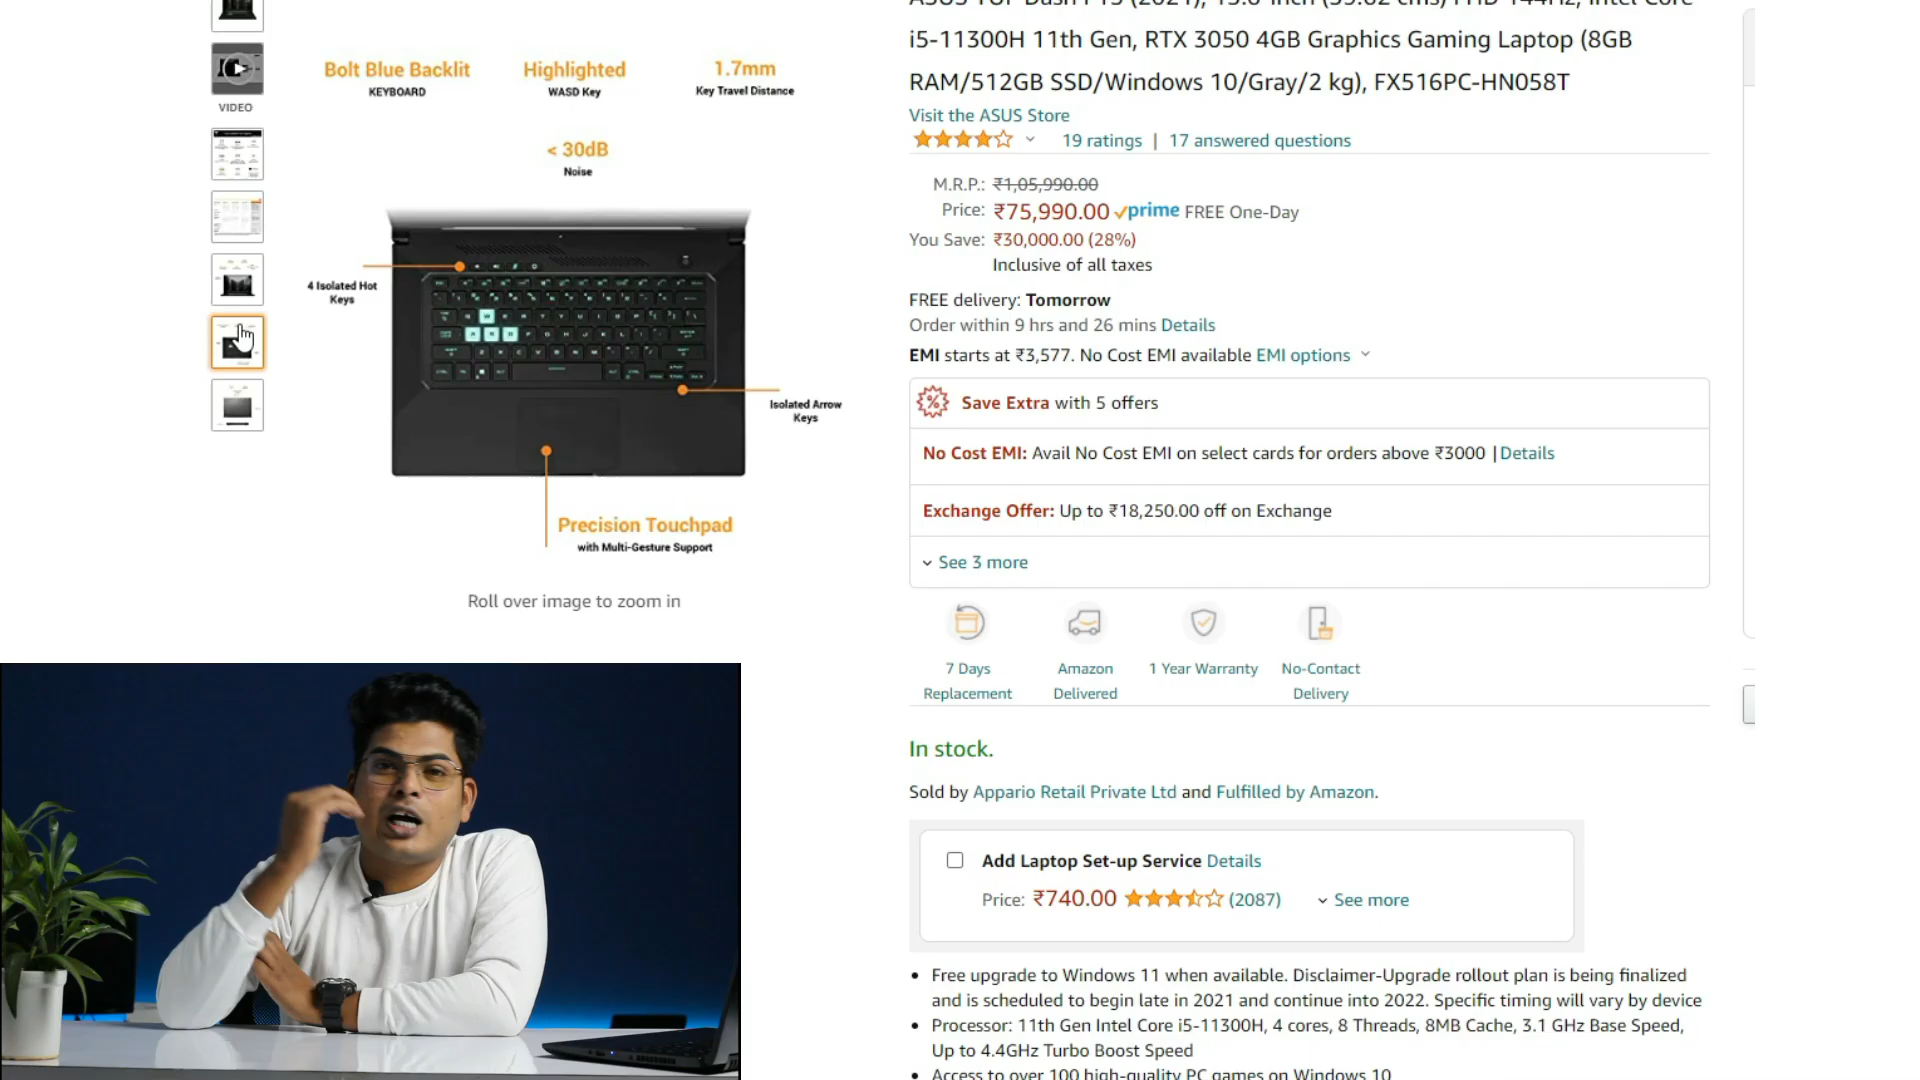 i5-11300H 11th Gen, RTX 3050 4GB Graphics Gaming Laptop (8GB
RAM/512GB SSD/Windows 10/Gray/2 kg), FX516PC-HN058T
Visit the ASUS Store
19 ratings | 17 answered questions
M.R.P.: ₹1,05,990.00
Price: ₹75,990.00 prime FREE One-Day
You Save: ₹30,000.00 (28%)
Inclusive of all taxes
FREE delivery: Tomorrow
Order within 9 hrs and 26 mins Details
EMI starts at ₹3,577. No Cost EMI available EMI options
Save Extra with 5 offers
No Cost EMI: Avail No Cost EMI on select cards for orders above ₹3000 | Details
Exchange Offer: Up to ₹18,250.00 off on Exchange
See 3 more
7 Days
Replacement
Amazon
Delivered
1 Year Warranty
No-Contact
Delivery
In stock.
Sold by Appario Retail Private Ltd and Fulfilled by Amazon.
Add Laptop Set-up Service Details
Price: ₹740.00 (2087) See more
Free upgrade to Windows 11 when available. Disclaimer-Upgrade rollout plan is being finalized
and is scheduled to begin late in 2021 and continue into 2022. Specific timing will vary by device
Processor: 11th Gen Intel Core i5-11300H, 4 cores, 8 Threads, 8MB Cache, 3.1 GHz Base Speed,
Up to 4.4GHz Turbo Boost Speed
Access to over 100 high-quality PC games on Windows 10
VIDEO
Bolt Blue Backlit
KEYBOARD
Highlighted
WASD Key
1.7mm
Key Travel Distance
< 30dB
Noise
4 Isolated Hot
Keys
Isolated Arrow
Keys
Precision Touchpad
with Multi-Gesture Support
Roll over image to zoom in